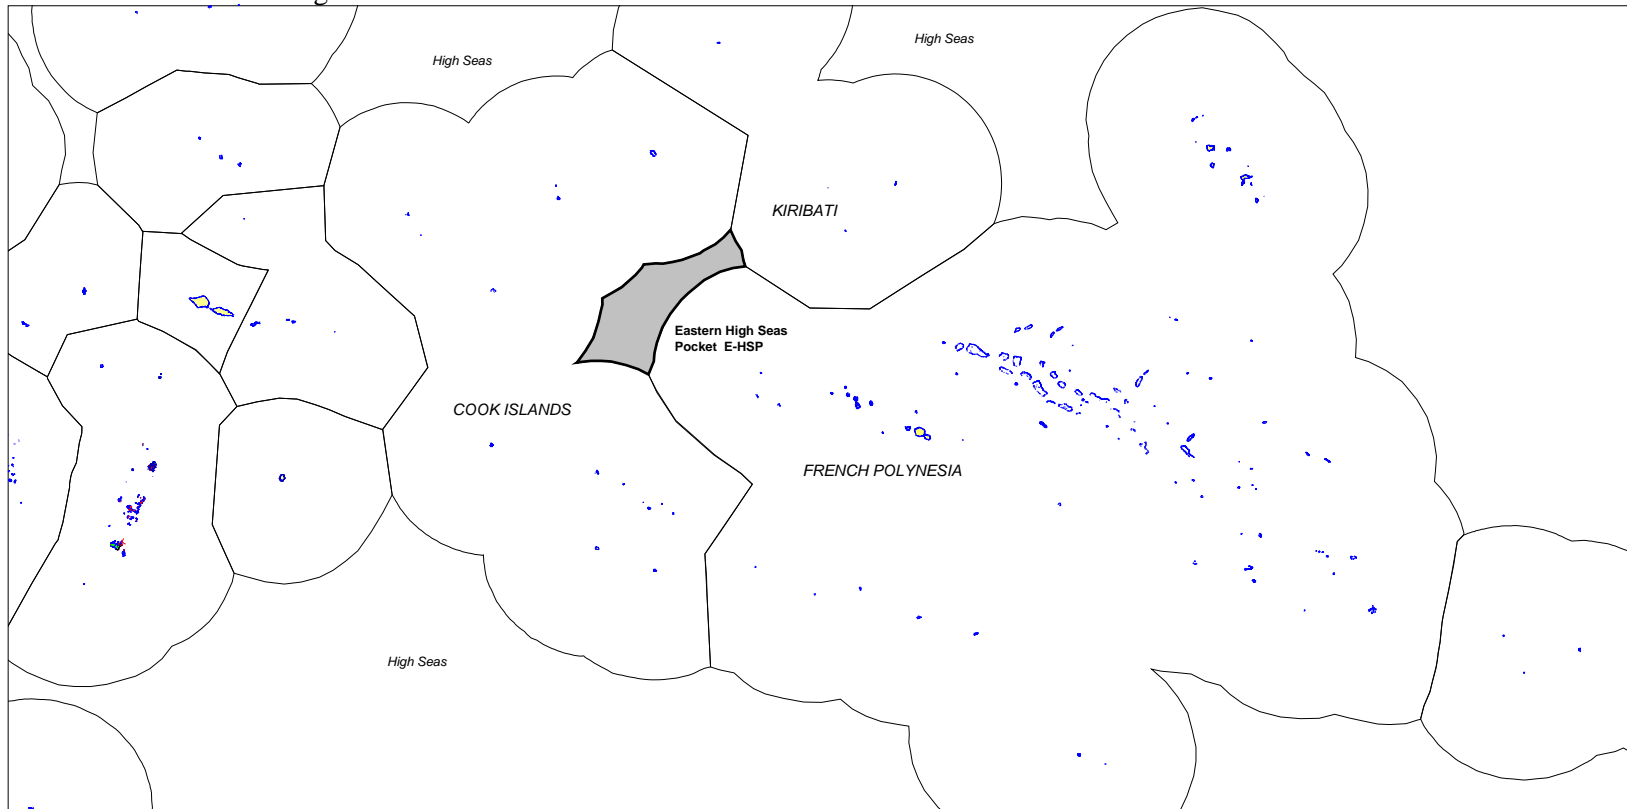 High Seas
High Seas
KIRIBATI
Eastern High Seas
Pocket E-HSP
COOK ISLANDS
FRENCH POLYNESIA
High Seas